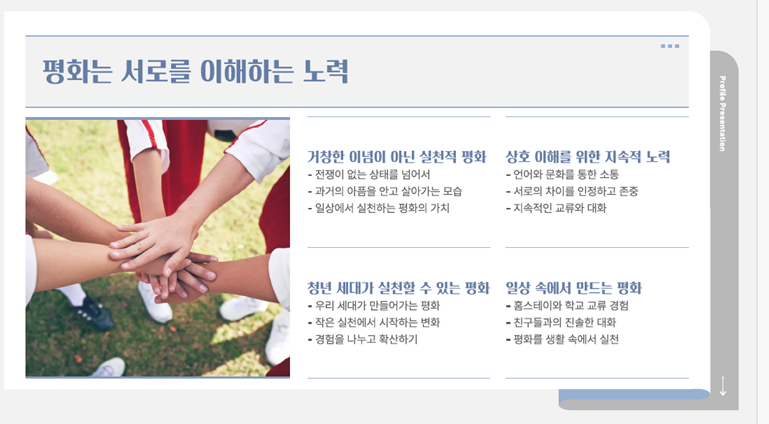 평화는 서로를 이해하는 노력
Profile Presentation
거창한 이념이 아닌 실천적 평화
- 전쟁이 없는 상태를 넘어서
- 과거의 아픔을 안고 살아가는 모습
- 일상에서 실천하는 평화의 가치
상호 이해를 위한 지속적 노력
- 언어와 문화를 통한 소통
- 서로의 차이를 인정하고 존중
- 지속적인 교류와 대화
청년 세대가 실천할 수 있는 평화
- 우리 세대가 만들어가는 평화
- 작은 실천에서 시작하는 변화
- 경험을 나누고 확산하기
일상 속에서 만드는 평화
- 홈스테이와 학교 교류 경험
- 친구들과의 진솔한 대화
- 평화를 생활 속에서 실천